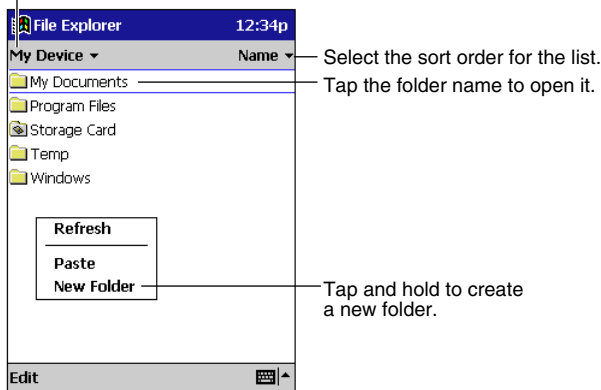 File Explorer 12:34p
My Device Name
Select the sort order for the list.
My Documents
Tap the folder name to open it.
Program Files
Storage Card
Temp
Windows
Refresh
Paste
New Folder
Tap and hold to create
a new folder.
Edit